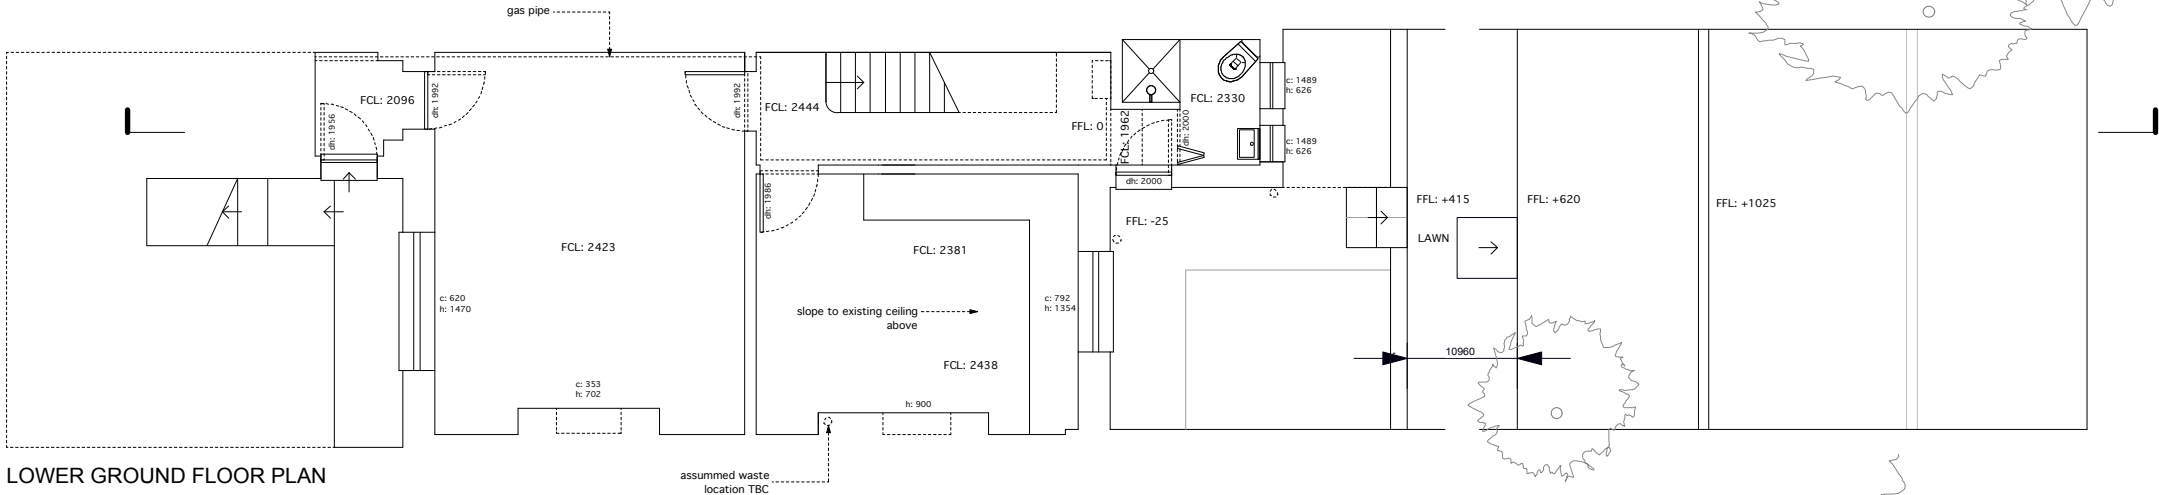 gas pipe
FCL: 2096
dh: 1992
dh: 1956
dh: 1992
FCL: 2444
FFL: 0
FCL: 1962
FCL: 2330
dh: 2000
c: 1489
h: 626
c: 1489
h: 626
dh: 2000
dh: 1986
FFL: -25
FFL: +415
FFL: +620
FFL: +1025
LAWN
FCL: 2423
FCL: 2381
c: 620
h: 1470
c: 792
h: 1354
slope to existing ceiling
above
10960
FCL: 2438
c: 353
h: 702
h: 900
LOWER GROUND FLOOR PLAN
assummed waste
location TBC